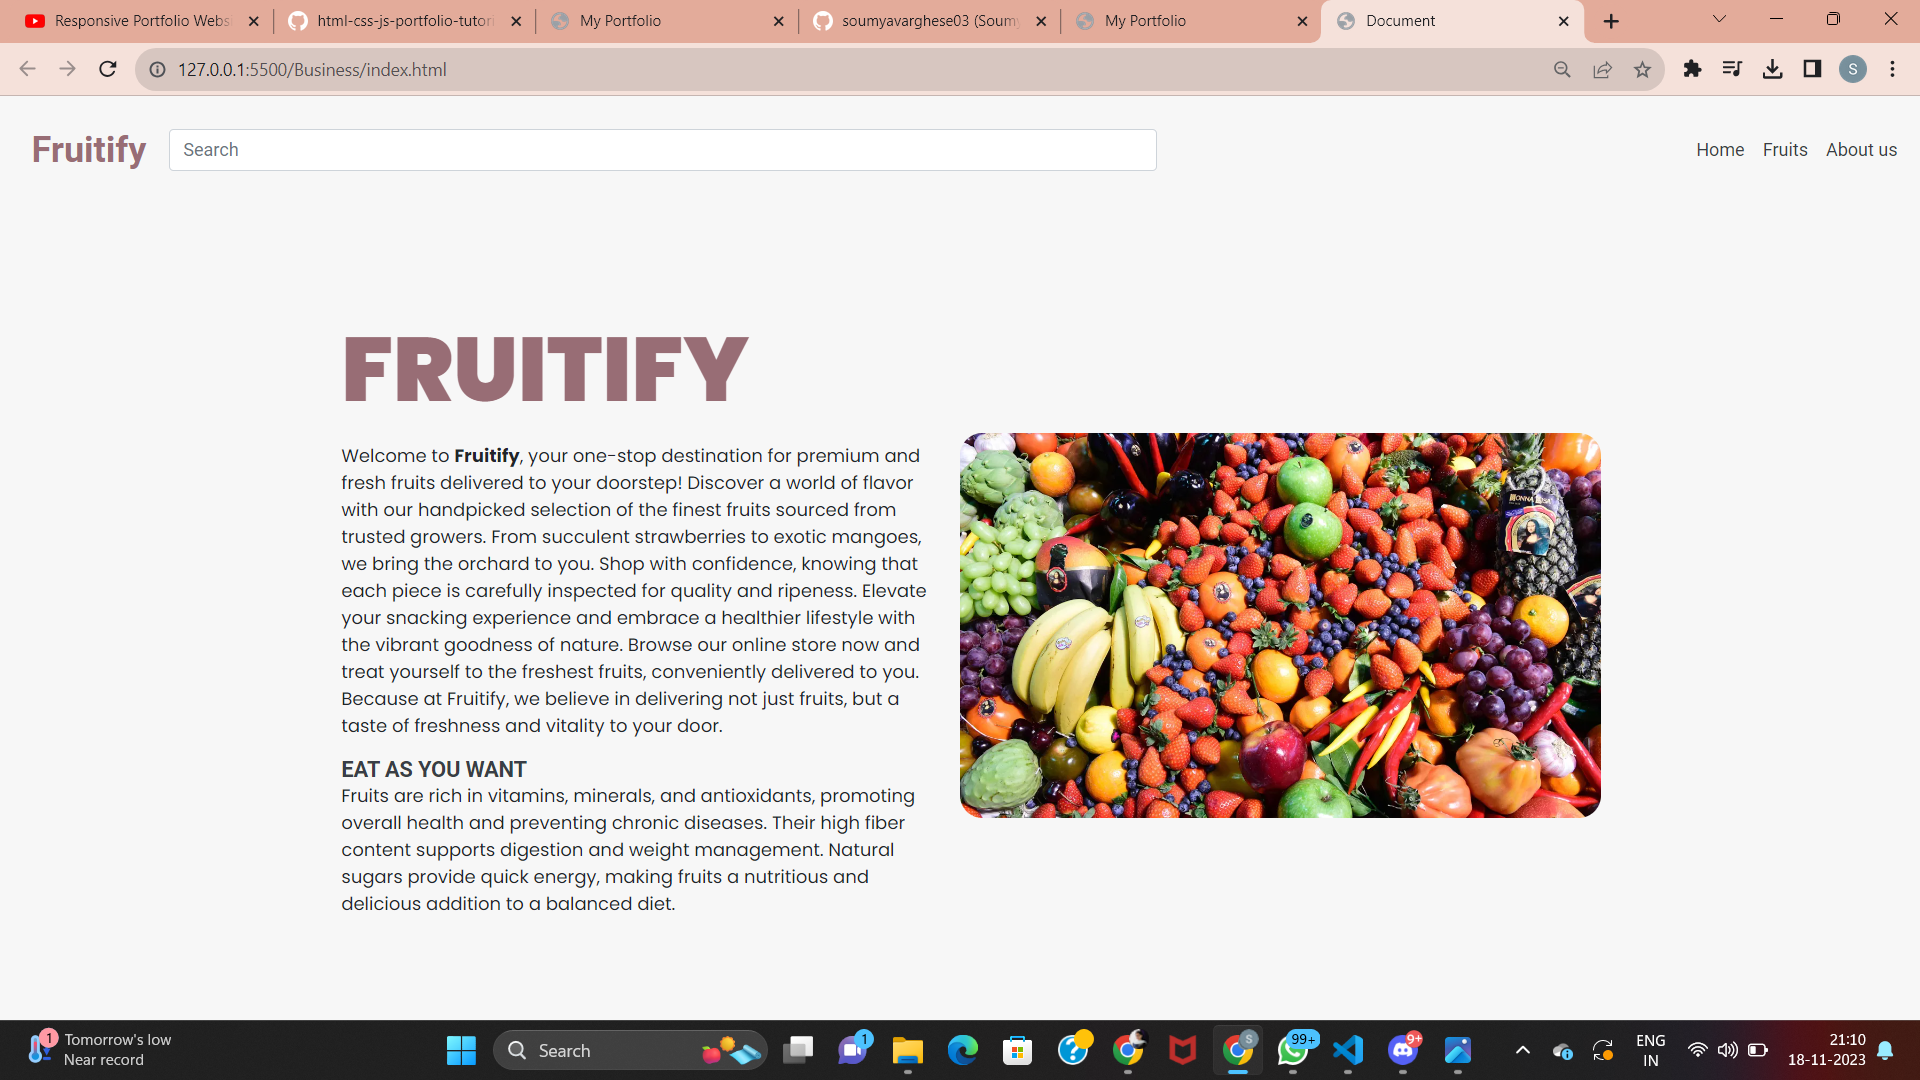 Responsive Portfolio Webs
html-css-js-portfolio-tutori
My Portfolio
soumyavarghese03 (Soumy
My Portfolio
Document
127.0.0.1:5500/Business/index.html
S
Fruitify
Search
Home
Fruits
About us
FRUITIFY
Welcome to Fruitify, your one-stop destination for premium and
fresh fruits delivered to your doorstep! Discover a world of flavor
with our handpicked selection of the finest fruits sourced from
trusted growers. From succulent strawberries to exotic mangoes,
we bring the orchard to you. Shop with confidence, knowing that
each piece is carefully inspected for quality and ripeness. Elevate
your snacking experience and embrace a healthier lifestyle with
the vibrant goodness of nature. Browse our online store now and
treat yourself to the freshest fruits, conveniently delivered to you.
Because at Fruitify, we believe in delivering not just fruits, but a
taste of freshness and vitality to your door.
EAT AS YOU WANT
Fruits are rich in vitamins, minerals, and antioxidants, promoting
overall health and preventing chronic diseases. Their high fiber
content supports digestion and weight management. Natural
sugars provide quick energy, making fruits a nutritious and
delicious addition to a balanced diet.
1
Tomorrow's low
Near record
Search
1
S
99+
9+
ENG
IN
21:10
18-11-2023